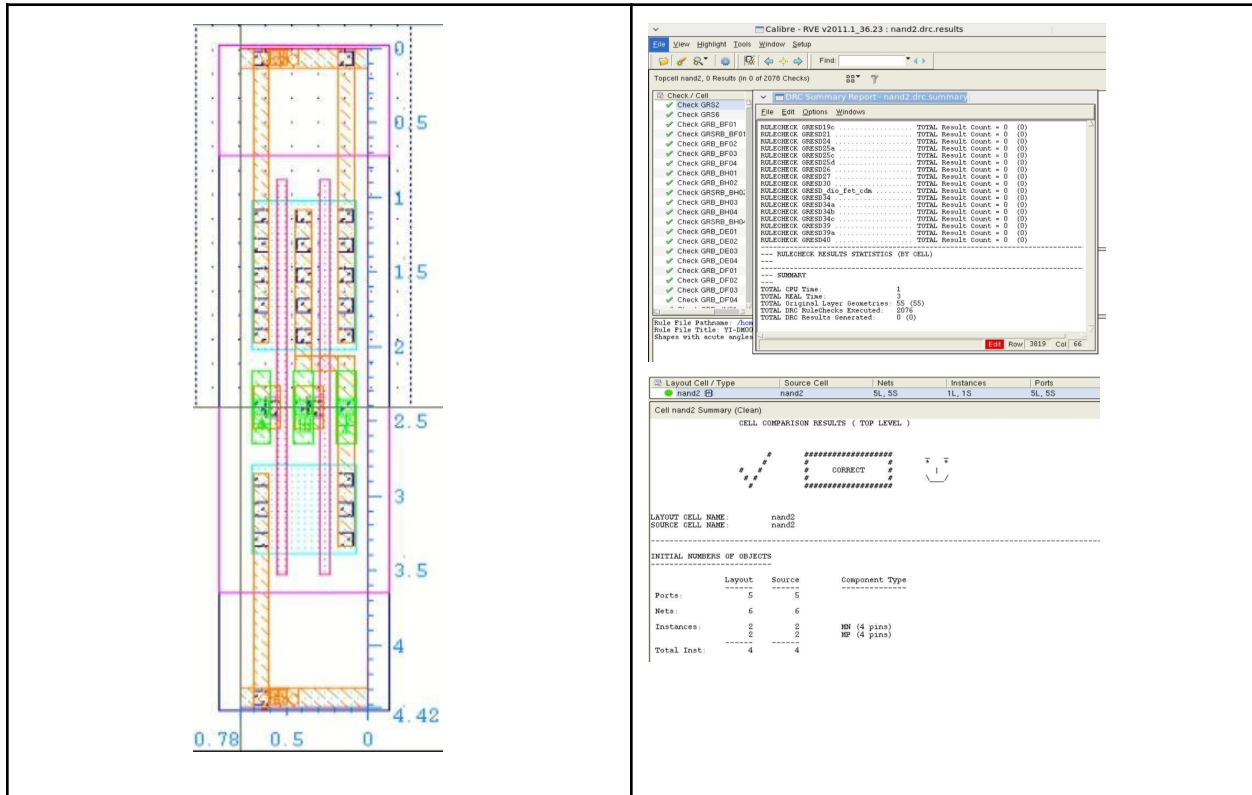 0
0.5
1
1.5
2
2.5
3
3.5
4
4.42
0.78 0.5 0
Calibre - RVE v2011.1_36.23 : nand2.drc.results
File View Highlight Tools Window Setup
Find:
Topcell nand2, 0 Results (in 0 of 2076 Checks)
Check / Cell
Check GRS2
Check GRS6
Check GRB_BF01
Check GRSRB_BF01
Check GRB_BF02
Check GRB_BF03
Check GRB_BF04
Check GRB_BH01
Check GRB_BH02
Check GRSRB_BH02
Check GRB_BH03
Check GRB_BH04
Check GRSRB_BH04
Check GRB_DE01
Check GRB_DE02
Check GRB_DE03
Check GRB_DE04
Check GRB_DF01
Check GRB_DF02
Check GRB_DF03
Check GRB_DF04
Rule File Pathname: /hom
Rule File Title: YI-DM00
Shapes with acute angles
DRC Summary Report - nand2.drc.summary
File Edit Options Windows
RULECHECK GRESD19c .................. TOTAL Result Count = 0 (0)
RULECHECK GRESD21 ................... TOTAL Result Count = 0 (0)
RULECHECK GRESD24 ................... TOTAL Result Count = 0 (0)
RULECHECK GRESD25a .................. TOTAL Result Count = 0 (0)
RULECHECK GRESD25c .................. TOTAL Result Count = 0 (0)
RULECHECK GRESD25d .................. TOTAL Result Count = 0 (0)
RULECHECK GRESD26 ................... TOTAL Result Count = 0 (0)
RULECHECK GRESD27 ................... TOTAL Result Count = 0 (0)
RULECHECK GRESD30 ................... TOTAL Result Count = 0 (0)
RULECHECK GRESD_dio_fet_cdm ......... TOTAL Result Count = 0 (0)
RULECHECK GRESD34 ................... TOTAL Result Count = 0 (0)
RULECHECK GRESD34a .................. TOTAL Result Count = 0 (0)
RULECHECK GRESD34b .................. TOTAL Result Count = 0 (0)
RULECHECK GRESD34c .................. TOTAL Result Count = 0 (0)
RULECHECK GRESD39 ................... TOTAL Result Count = 0 (0)
RULECHECK GRESD39a .................. TOTAL Result Count = 0 (0)
RULECHECK GRESD40 ................... TOTAL Result Count = 0 (0)
--- RULECHECK RESULTS STATISTICS (BY CELL)
---
--- SUMMARY
---
TOTAL CPU Time: 1
TOTAL REAL Time: 3
TOTAL Original Layer Geometries: 55 (55)
TOTAL DRC RuleChecks Executed: 2076
TOTAL DRC Results Generated: 0 (0)
Edit Row 3819 Col 66
Layout Cell / Type Source Cell Nets Instances Ports
nand2 nand2 5L, 5S 1L, 1S 5L, 5S
Cell nand2 Summary (Clean)
CELL COMPARISON RESULTS ( TOP LEVEL )
CORRECT
LAYOUT CELL NAME: nand2
SOURCE CELL NAME: nand2
INITIAL NUMBERS OF OBJECTS
Layout Source Component Type
Ports: 5 5
Nets: 6 6
Instances: 2 2 MN (4 pins)
2 2 MP (4 pins)
Total Inst: 4 4